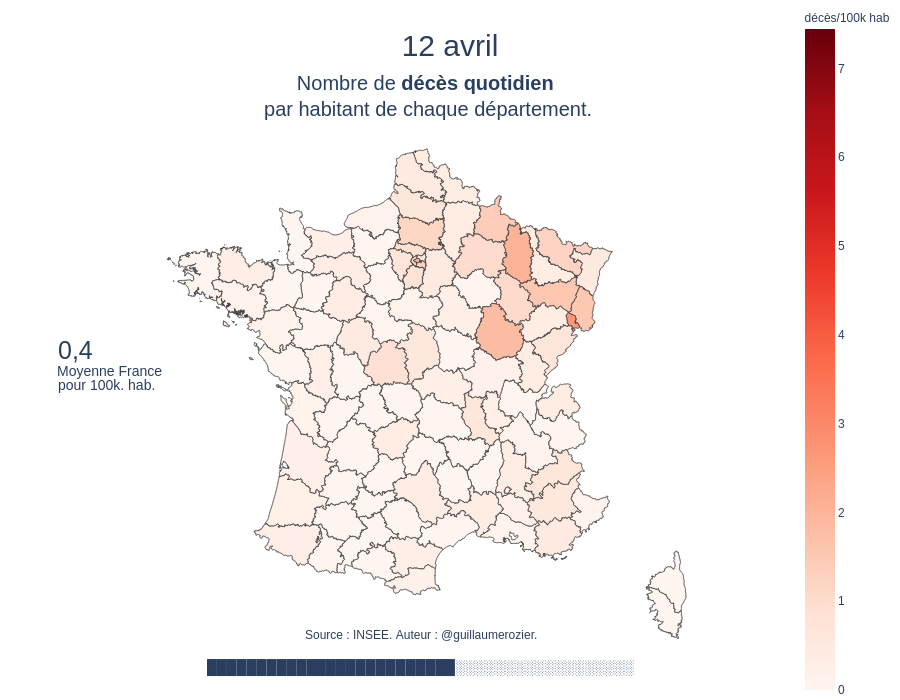 12 avril
Nombre de décès quotidien
par habitant de chaque département.
décès/100k hab
7
6
5
4
3
2
1
0
0,4
Moyenne France
pour 100k. hab.
Source : INSEE. Auteur : @guillaumerozier.